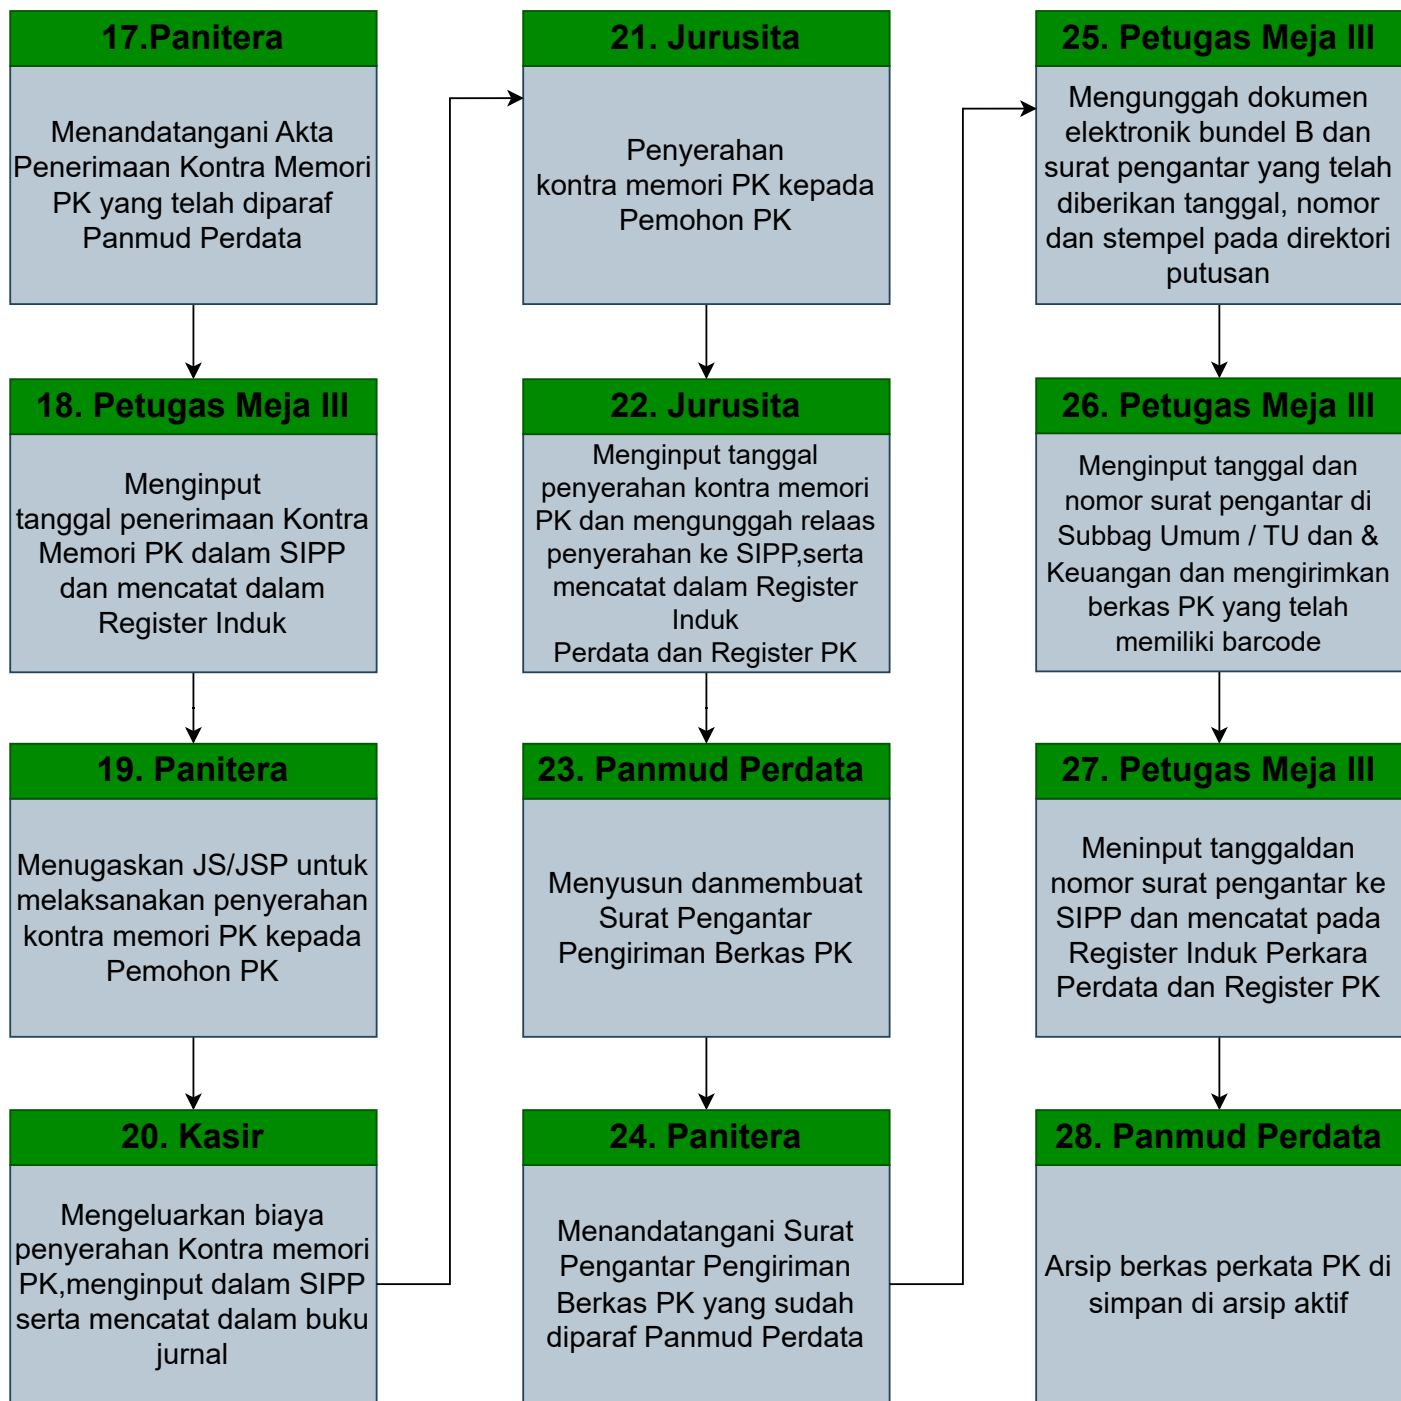 17.Panitera
Menandatangani Akta
Penerimaan Kontra Memori
PK yang telah diparaf
Panmud Perdata
18. Petugas Meja III
Menginput
tanggal penerimaan Kontra
Memori PK dalam SIPP
dan mencatat dalam
Register Induk
19. Panitera
Menugaskan JS/JSP untuk
melaksanakan penyerahan
kontra memori PK kepada
Pemohon PK
20. Kasir
Mengeluarkan biaya
penyerahan Kontra memori
PK,menginput dalam SIPP
serta mencatat dalam buku
jurnal
21. Jurusita
Penyerahan
kontra memori PK kepada
Pemohon PK
22. Jurusita
Menginput tanggal
penyerahan kontra memori
PK dan mengunggah relaas
penyerahan ke SIPP,serta
mencatat dalam Register
Induk
Perdata dan Register PK
23. Panmud Perdata
Menyusun danmembuat
Surat Pengantar
Pengiriman Berkas PK
24. Panitera
Menandatangani Surat
Pengantar Pengiriman
Berkas PK yang sudah
diparaf Panmud Perdata
25. Petugas Meja III
Mengunggah dokumen
elektronik bundel B dan
surat pengantar yang telah
diberikan tanggal, nomor
dan stempel pada direktori
putusan
26. Petugas Meja III
Menginput tanggal dan
nomor surat pengantar di
Subbag Umum / TU dan &
Keuangan dan mengirimkan
berkas PK yang telah
memiliki barcode
27. Petugas Meja III
Meninput tanggaldan
nomor surat pengantar ke
SIPP dan mencatat pada
Register Induk Perkara
Perdata dan Register PK
28. Panmud Perdata
Arsip berkas perkata PK di
simpan di arsip aktif